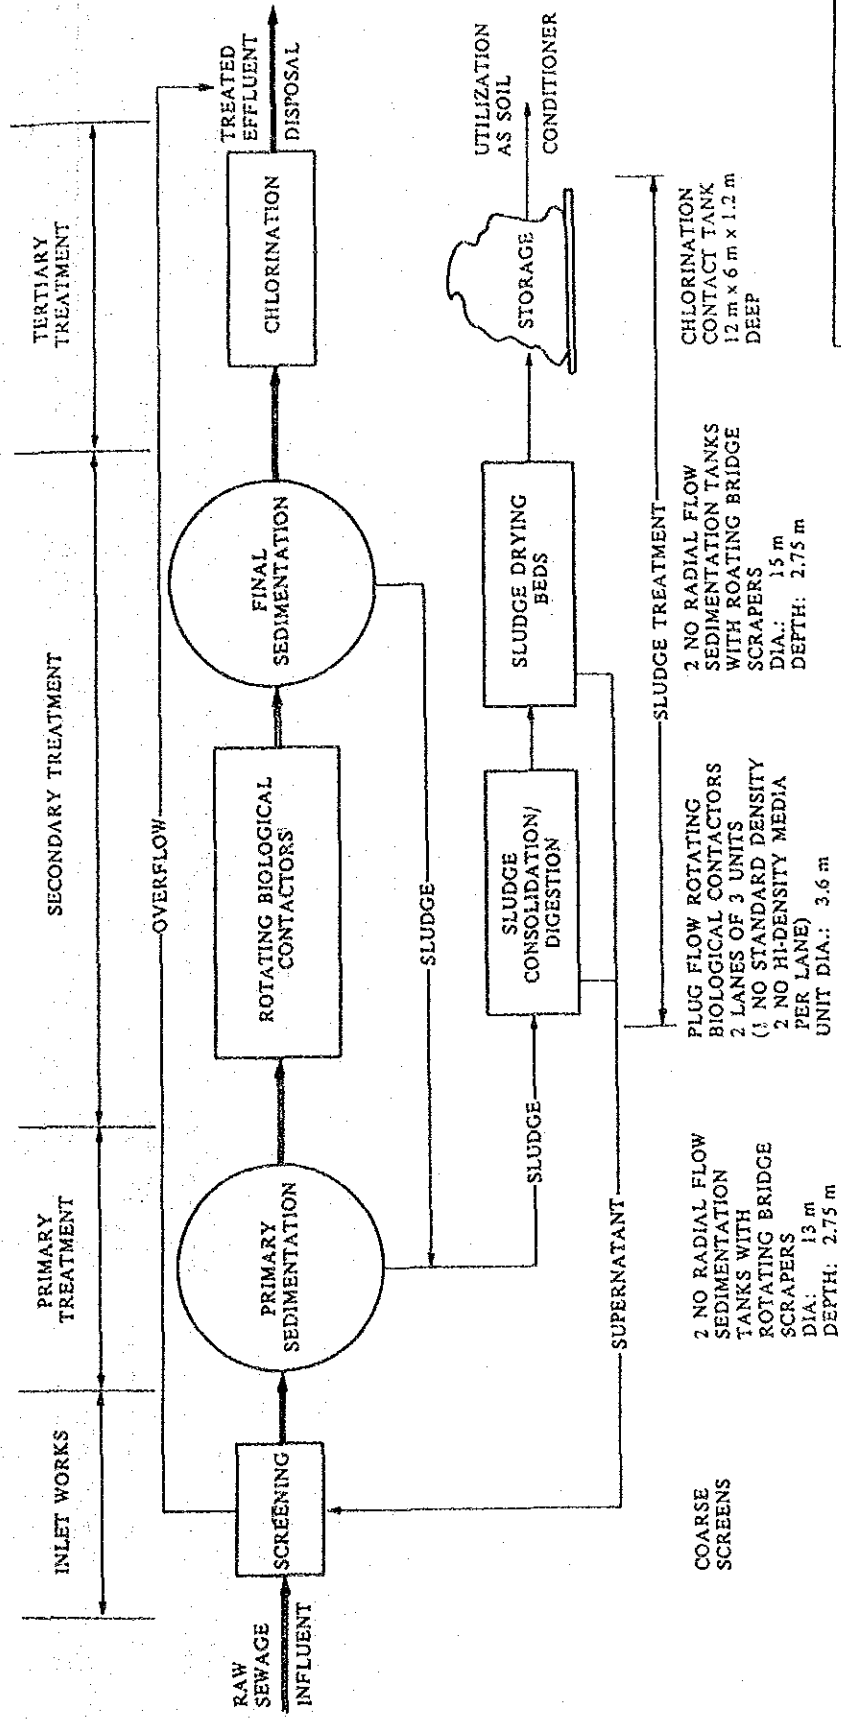 INLET WORKS
PRIMARY
TREATMENT
SECONDARY TREATMENT
TERTIARY
TREATMENT
OVERFLOW
RAW
SEWAGE
INFLUENT
SCREENING
PRIMARY
SEDIMENTATION
ROTATING BIOLOGICAL
CONTACTORS
FINAL
SEDIMENTATION
CHLORINATION
TREATED
EFFLUENT
DISPOSAL
SLUDGE
SLUDGE
SLUDGE
CONSOLIDATION/
DIGESTION
SLUDGE DRYING
BEDS
STORAGE
UTILIZATION
AS SOIL
CONDITIONER
SUPERNATANT
SLUDGE TREATMENT
COARSE
SCREENS
2 NO RADIAL FLOW
SEDIMENTATION
TANKS WITH
ROTATING BRIDGE
SCRAPERS
DIA: 13 m
DEPTH: 2.75 m
PLUG FLOW ROTATING
BIOLOGICAL CONTACTORS
2 LANES OF 3 UNITS
(1 NO STANDARD DENSITY
2 NO HI-DENSITY MEDIA
PER LANE)
UNIT DIA.: 3.6 m
2 NO RADIAL FLOW
SEDIMENTATION TANKS
WITH ROATING BRIDGE
SCRAPERS
DIA.: 15 m
DEPTH: 2.75 m
CHLORINATION
CONTACT TANK
12 m x 6 m x 1.2 m
DEEP